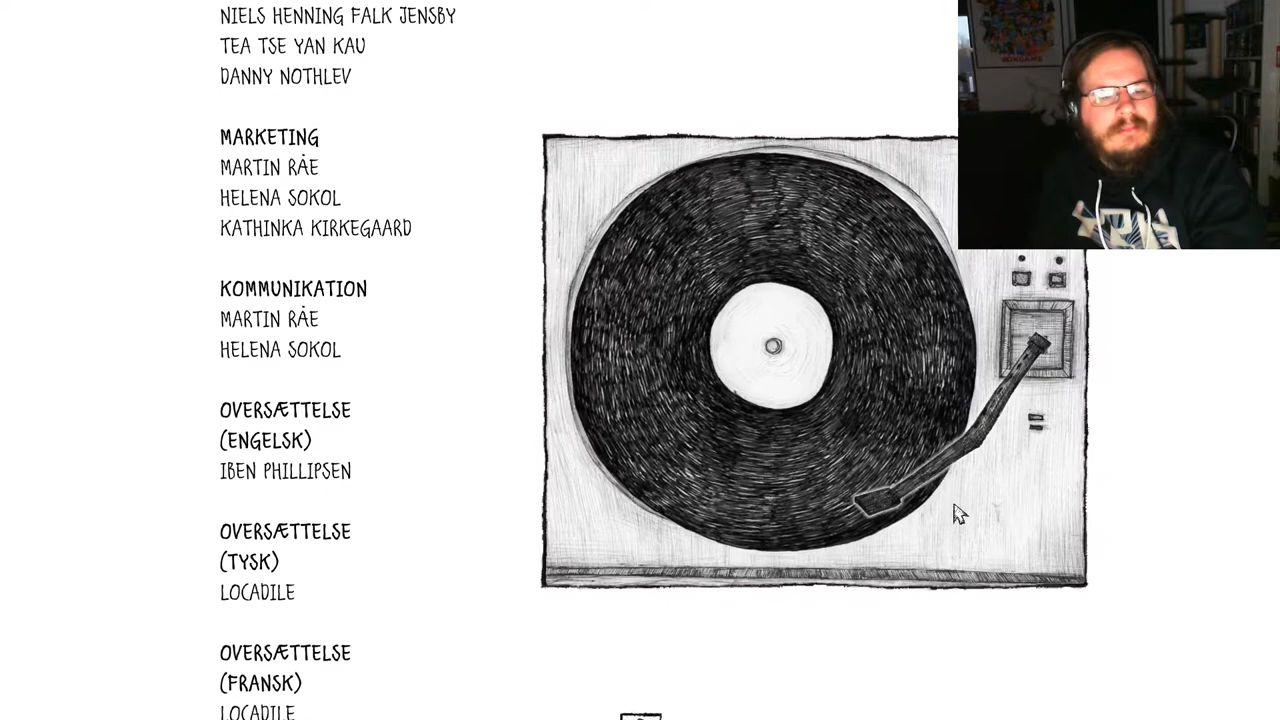 NIELS HENNING FALK JENSBY
TEA TSE YAN KAU
DANNY NOTHLEV
MARKETING
MARTIN RÅE
HELENA SOKOL
KATHINKA KIRKEGAARD
KOMMUNIKATION
MARTIN RÅE
HELENA SOKOL
OVERSÆTTELSE
(ENGELSK)
IBEN PHILLIPSEN
OVERSÆTTELSE
(TYSK)
LOCADILE
OVERSÆTTELSE
(FRANSK)
LOCADILE